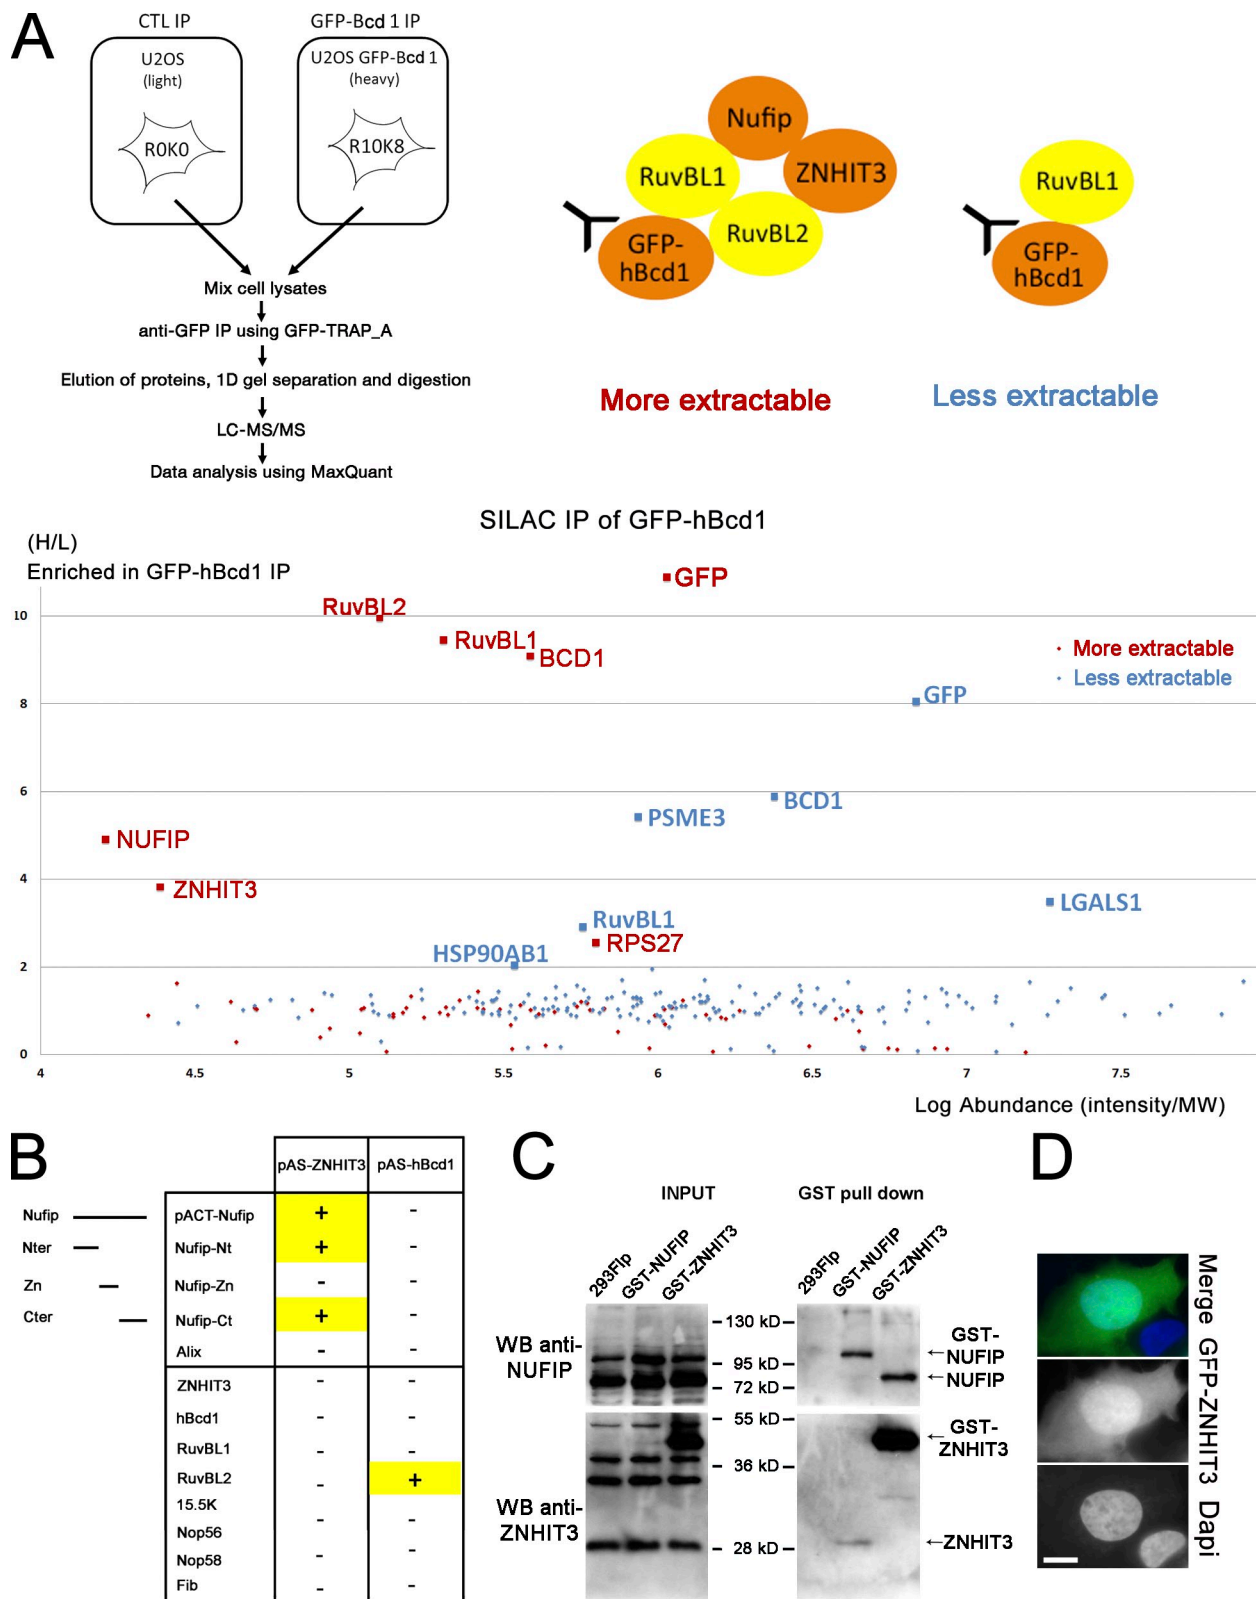 A
CTL IP
GFP-Bcd 1 IP
U2OS
(light)
R0K0
U2OS GFP-Bcd 1
(heavy)
R10K8
Mix cell lysates
anti-GFP IP using GFP-TRAP_A
Elution of proteins, 1D gel separation and digestion
LC-MS/MS
Data analysis using MaxQuant
Nufip
RuvBL1
ZNHIT3
RuvBL2
GFP-
hBcd1
More extractable
RuvBL1
GFP-
hBcd1
Less extractable
SILAC IP of GFP-hBcd1
(H/L)
Enriched in GFP-hBcd1 IP
GFP
RuvBL2
10
RuvBL1
BCD1
More extractable
Less extractable
GFP
8
6
BCD1
PSME3
NUFIP
4
ZNHIT3
LGALS1
RuvBL1
RPS27
HSP90AB1
2
0
4 4.5 5 5.5 6 6.5 7 7.5
Log Abundance (intensity/MW)
B
pAS-ZNHIT3 pAS-hBcd1
Nufip pACT-Nufip + -
Nter Nufip-Nt + -
Zn Nufip-Zn - -
Cter Nufip-Ct + -
Alix - -
ZNHIT3 - -
hBcd1 - -
RuvBL1 - -
RuvBL2 - +
15.5K - -
Nop56 - -
Nop58 - -
Fib - -
C
INPUT
GST pull down
293Flp
GST-NUFIP
GST-ZNHIT3
293Flp
GST-NUFIP
GST-ZNHIT3
WB anti-
NUFIP
130 kD
95 kD
72 kD
GST-
NUFIP
NUFIP
WB anti-
ZNHIT3
55 kD
36 kD
28 kD
GST-
ZNHIT3
ZNHIT3
D
Merge GFP-ZNHIT3 Dapi